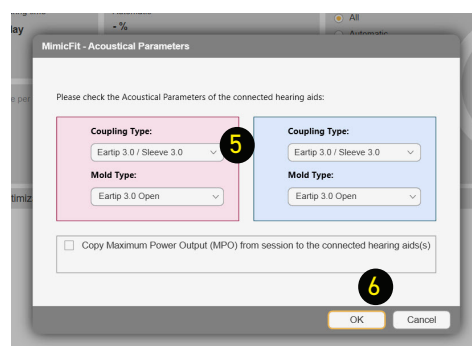 - %
All
Automatic
MimicFit - Acoustical Parameters
Please check the Acoustical Parameters of the connected hearing aids:
Coupling Type:
Eartip 3.0 / Sleeve 3.0
Mold Type:
Eartip 3.0 Open
5
Coupling Type:
Eartip 3.0 / Sleeve 3.0
Mold Type:
Eartip 3.0 Open
Copy Maximum Power Output (MPO) from session to the connected hearing aids(s)
6
OK Cancel